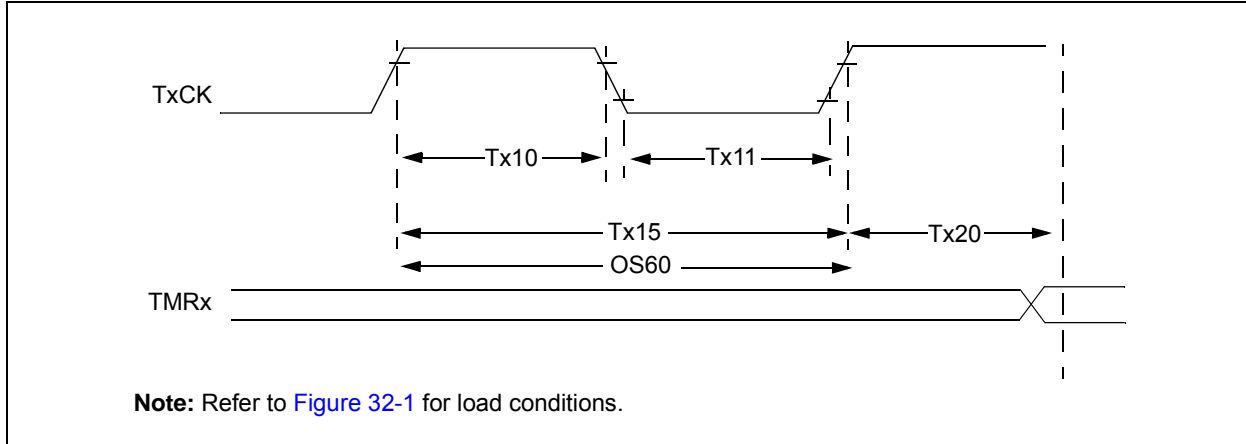 TxCK
Tx10
Tx11
Tx15
Tx20
OS60
TMRx
Note: Refer to Figure 32-1 for load conditions.